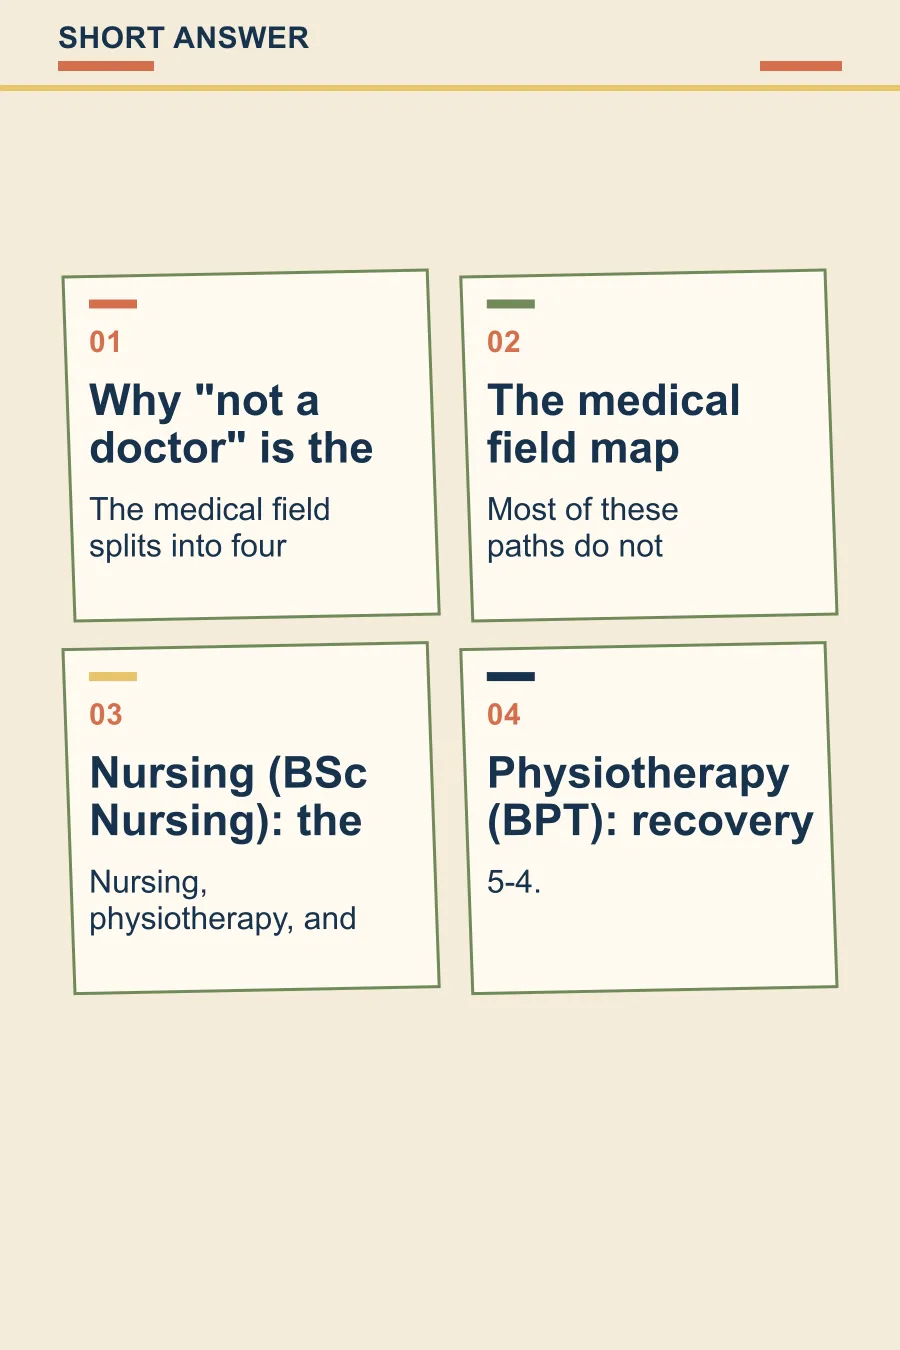 SHORT ANSWER
01
Why "not a
doctor" is the
The medical field
splits into four
02
The medical
field map
Most of these
paths do not
03
Nursing (BSc
Nursing): the
Nursing,
physiotherapy, and
04
Physiotherapy
(BPT): recovery
5-4.